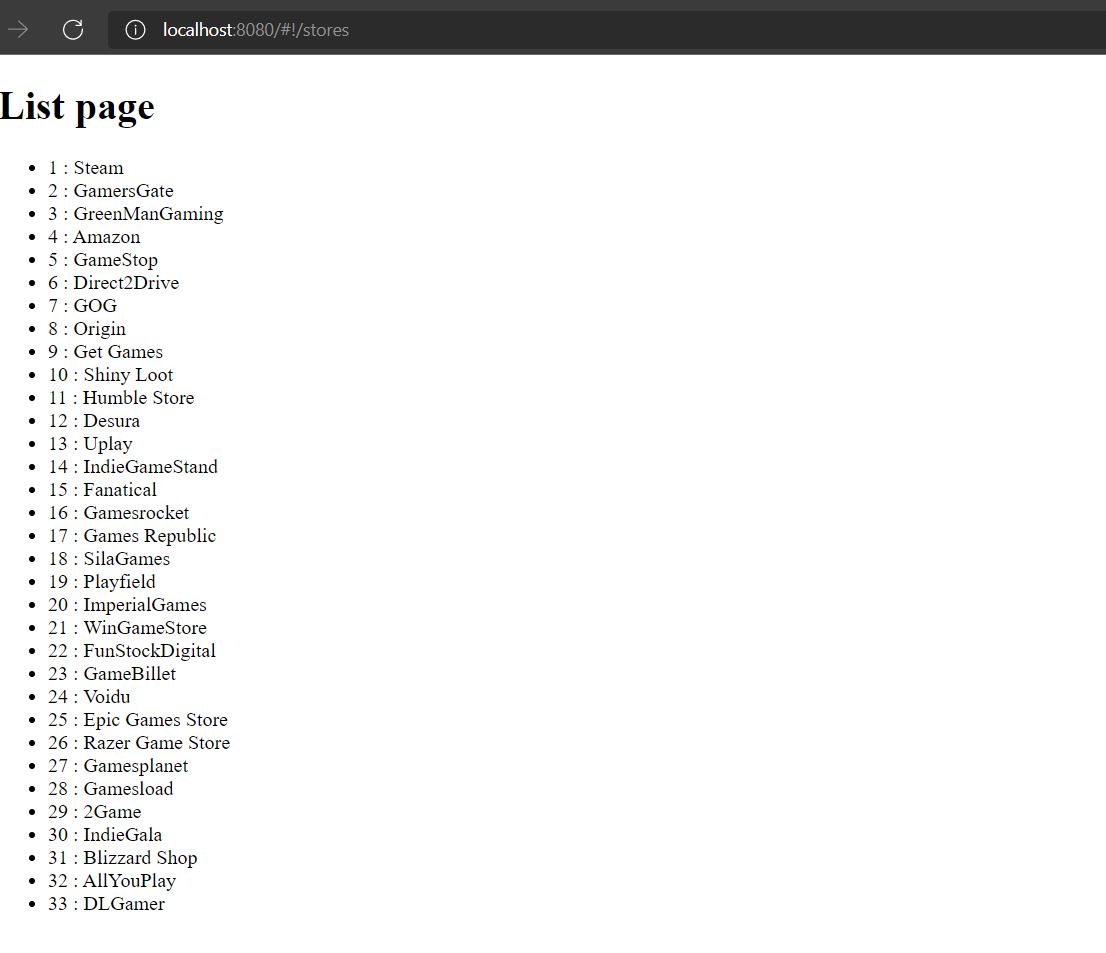 localhost:8080/#!/stores
List page
1 : Steam
2 : GamersGate
3 : GreenManGaming
4 : Amazon
5 : GameStop
6 : Direct2Drive
7 : GOG
8 : Origin
9 : Get Games
10 : Shiny Loot
11 : Humble Store
12 : Desura
13 : Uplay
14 : IndieGameStand
15 : Fanatical
16 : Gamesrocket
17 : Games Republic
18 : SilaGames
19 : Playfield
20 : ImperialGames
21 : WinGameStore
22 : FunStockDigital
23 : GameBillet
24 : Voidu
25 : Epic Games Store
26 : Razer Game Store
27 : Gamesplanet
28 : Gamesload
29 : 2Game
30 : IndieGala
31 : Blizzard Shop
32 : AllYouPlay
33 : DLGamer